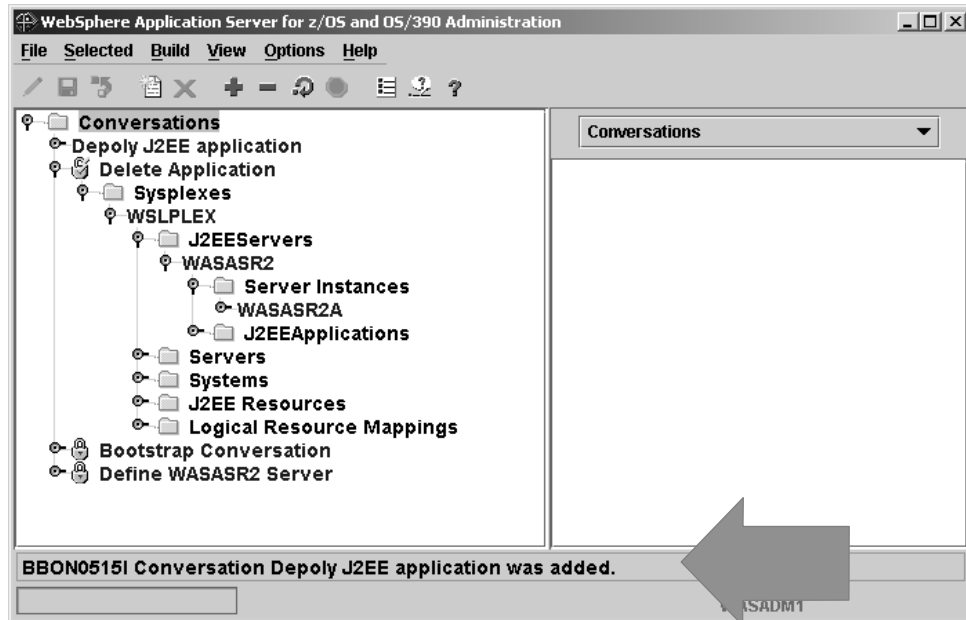 WebSphere Application Server for z/OS and OS/390 Administration
File Selected Build View Options Help
Conversations
Depoly J2EE application
Delete Application
Sysplexes
WSLPLEX
J2EEServers
WASASR2
Server Instances
WASASR2A
J2EEApplications
Servers
Systems
J2EE Resources
Logical Resource Mappings
Bootstrap Conversation
Define WASASR2 Server
Conversations
BBON0515I Conversation Depoly J2EE application was added.